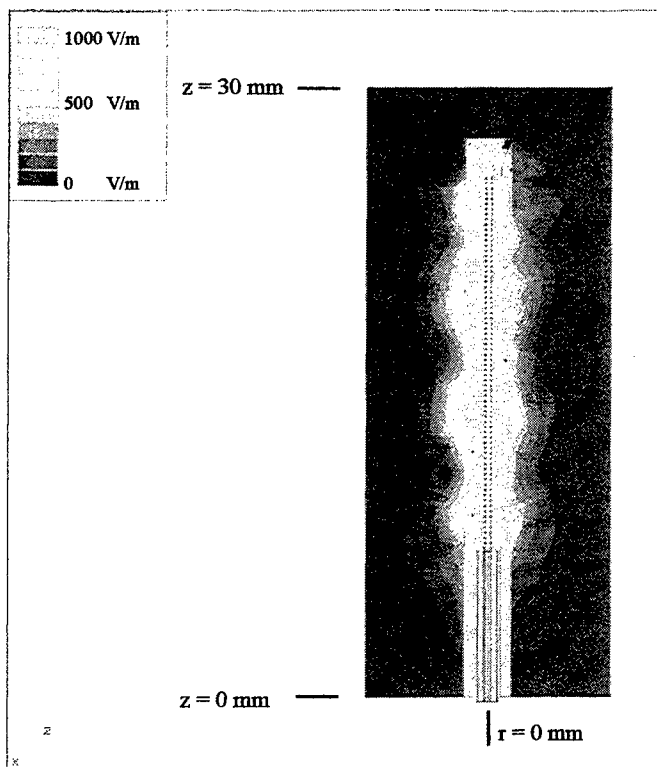 1000 V/m
500 V/m
0 V/m
z = 30 mm
z = 0 mm
r = 0 mm
z
x